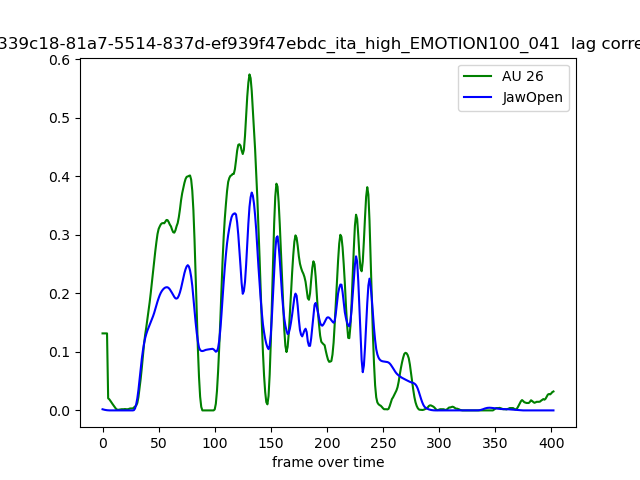 339c18-81a7-5514-837d-ef939f47ebdc_ita_high_EMOTION100_041 lag corre
AU 26
JawOpen
0.6
0.5
0.4
0.3
0.2
0.1
0.0
0 50 100 150 200 250 300 350 400
frame over time